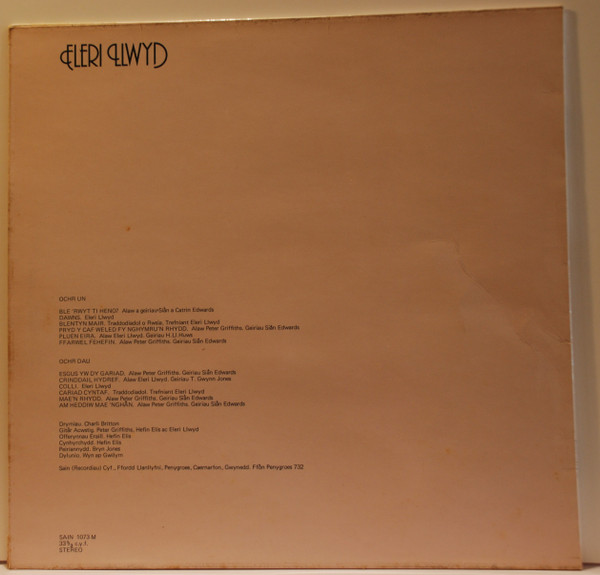 ELERI LLWYD
OCHR UN
BLE 'RWYT TI HENO? Alaw a geiriau Siân a Catrin Edwards
DAWNS. Eleri Llwyd
BLENTYN MAIR. Traddodiadol o Rwsia, Trefniant Eleri Llwyd
PRYD Y CAF WELED FY 'NGHYMRU'N RHYDD. Alaw Peter Griffiths, Geiriau Siân Edwards
PLUEN EIRA. Alaw Eleri Llwyd, Geiriau H.Ll Huws
FFARWEL FEHEFIN. Alaw Peter Griffiths, Geiriau Siân Edwards
OCHR DAU
ESGUS YW DY GARIAD. Alaw Peter Griffiths, Geiriau Siân Edwards
CRINDDAIL HYDREF. Alaw Eleri Llwyd, Geiriau T. Gwynn Jones
COLLI. Eleri Llwyd
CARIAD CYNTAF. Traddodiadol. Trefniant Eleri Llwyd
MAE'N RHYDD. Alaw Peter Griffiths, Geiriau Siân Edwards
AM HEDDIW MAE 'NGHÂN. Alaw Peter Griffiths, Geiriau Siân Edwards
Drymiau: Charli Britton
Gitâr Acwstig: Peter Griffiths, Hefin Elis ac Eleri Llwyd
Offerynnau Eraill: Hefin Elis
Cynhyrchydd: Hefin Elis
Peiriannydd: Bryn Jones
Dylunio: Wyn ap Gwilym
Sain (Recordiau) Cyf., Ffordd Llanllyfni, Penygroes, Caernarfon, Gwynedd. Ffôn Penygroes 732
SAIN 1073 M
33⅓ c.y.f.
STEREO